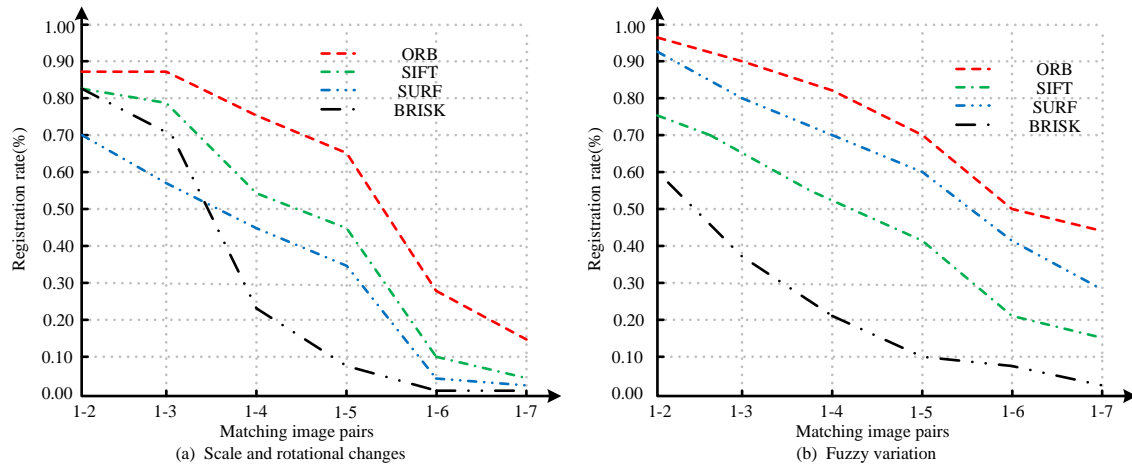 1.00
0.90
0.80
0.70
0.60
0.50
0.40
0.30
0.20
0.10
0.00
Registration rate(%)
ORB
SIFT
SURF
BRISK
1-2
1-3
1-4
1-5
1-6
1-7
Matching image pairs
(a) Scale and rotational changes
1.00
0.90
0.80
0.70
0.60
0.50
0.40
0.30
0.20
0.10
0.00
Registration rate(%)
ORB
SIFT
SURF
BRISK
1-2
1-3
1-4
1-5
1-6
1-7
Matching image pairs
(b) Fuzzy variation